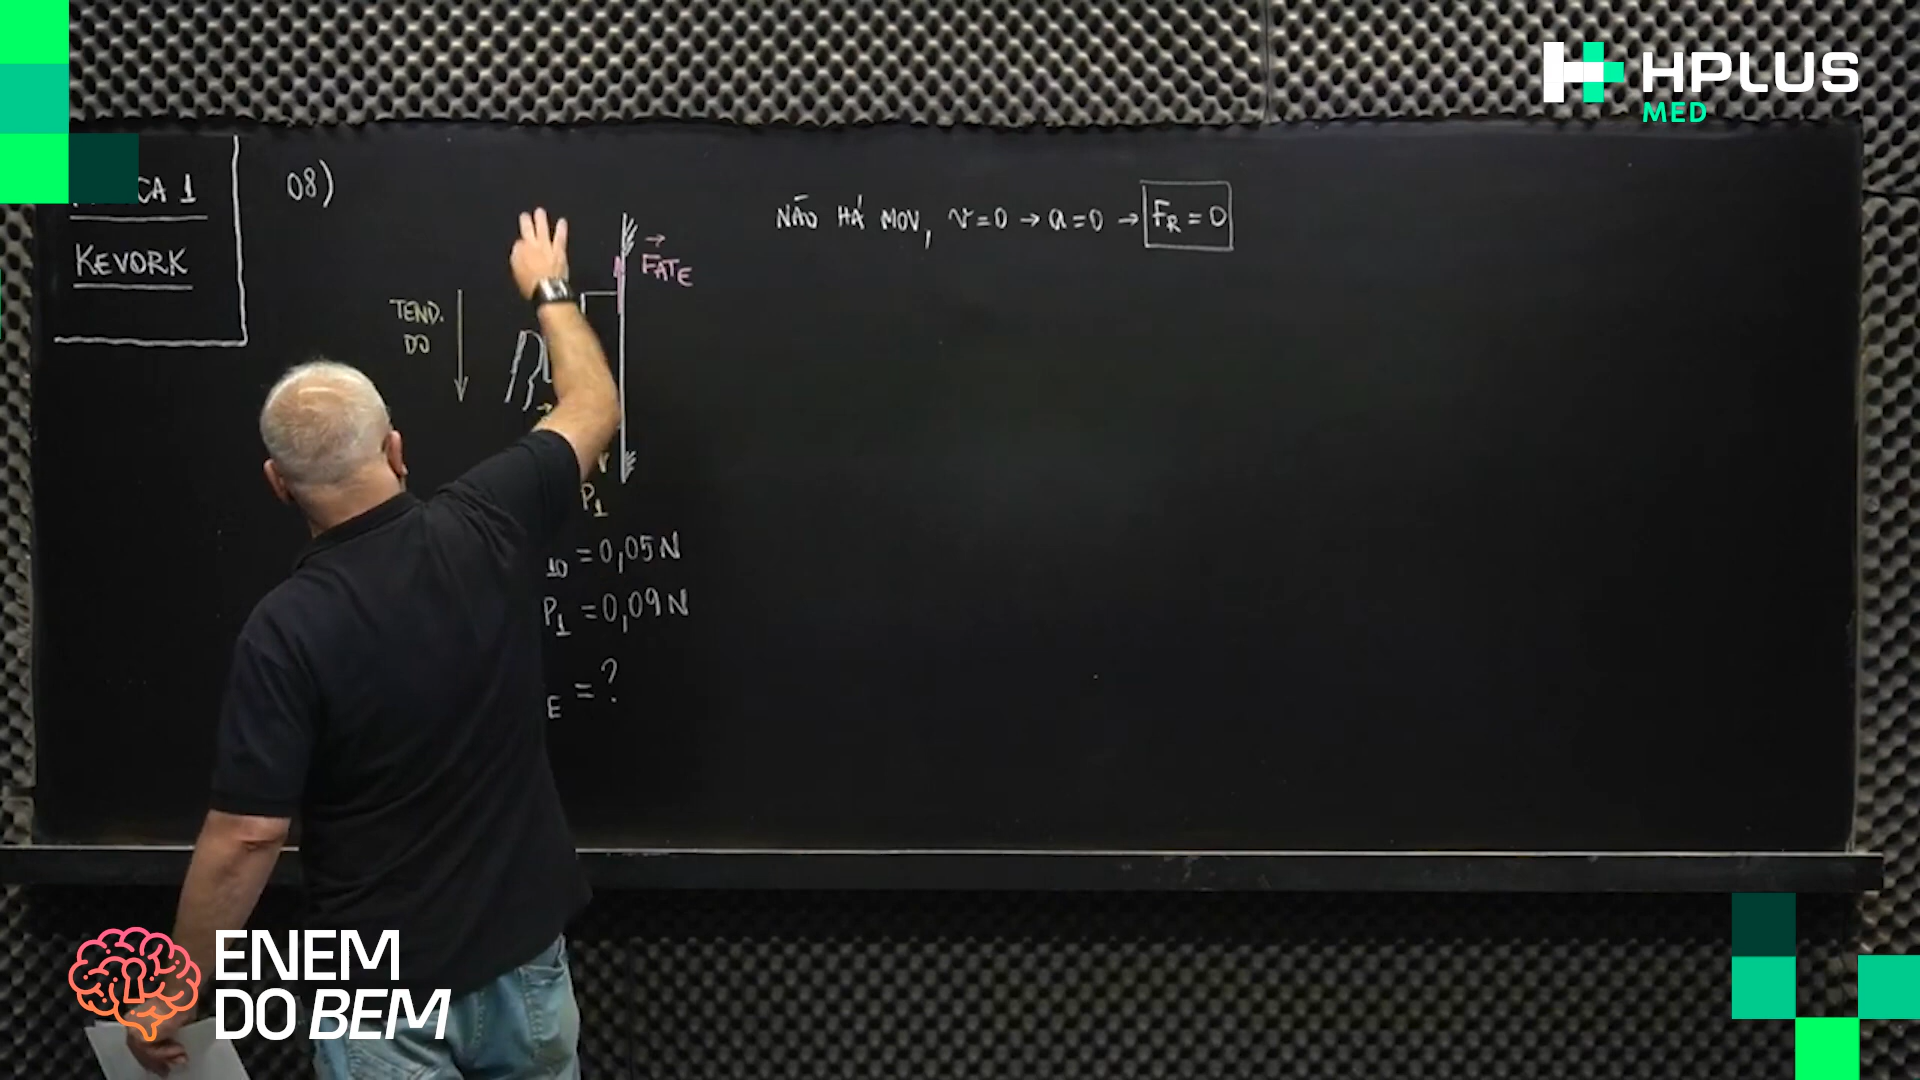 HPLUS
MED
CA 1
KEVORK
08)
TEND.
DO
FATE
P1
10 = 0,05 N
P1 = 0,09 N
E = ?
NÃO HÁ MOV, v=0 → a=0 → FR = 0
ENEM
DO BEM